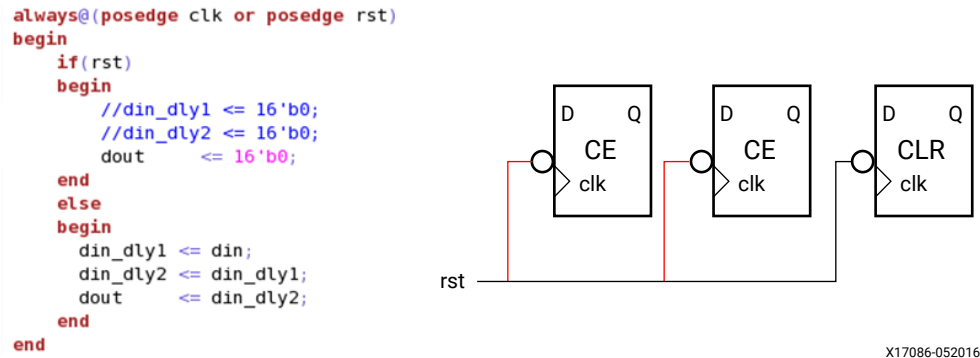 always@(posedge clk or posedge rst)
begin
if(rst)
begin
//din_dly1 <= 16'b0;
//din_dly2 <= 16'b0;
dout <= 16'b0;
end
else
begin
din_dly1 <= din;
din_dly2 <= din_dly1;
dout <= din_dly2;
end
end
D Q
CE
clk
D Q
CE
clk
D Q
CLR
clk
rst
X17086-052016